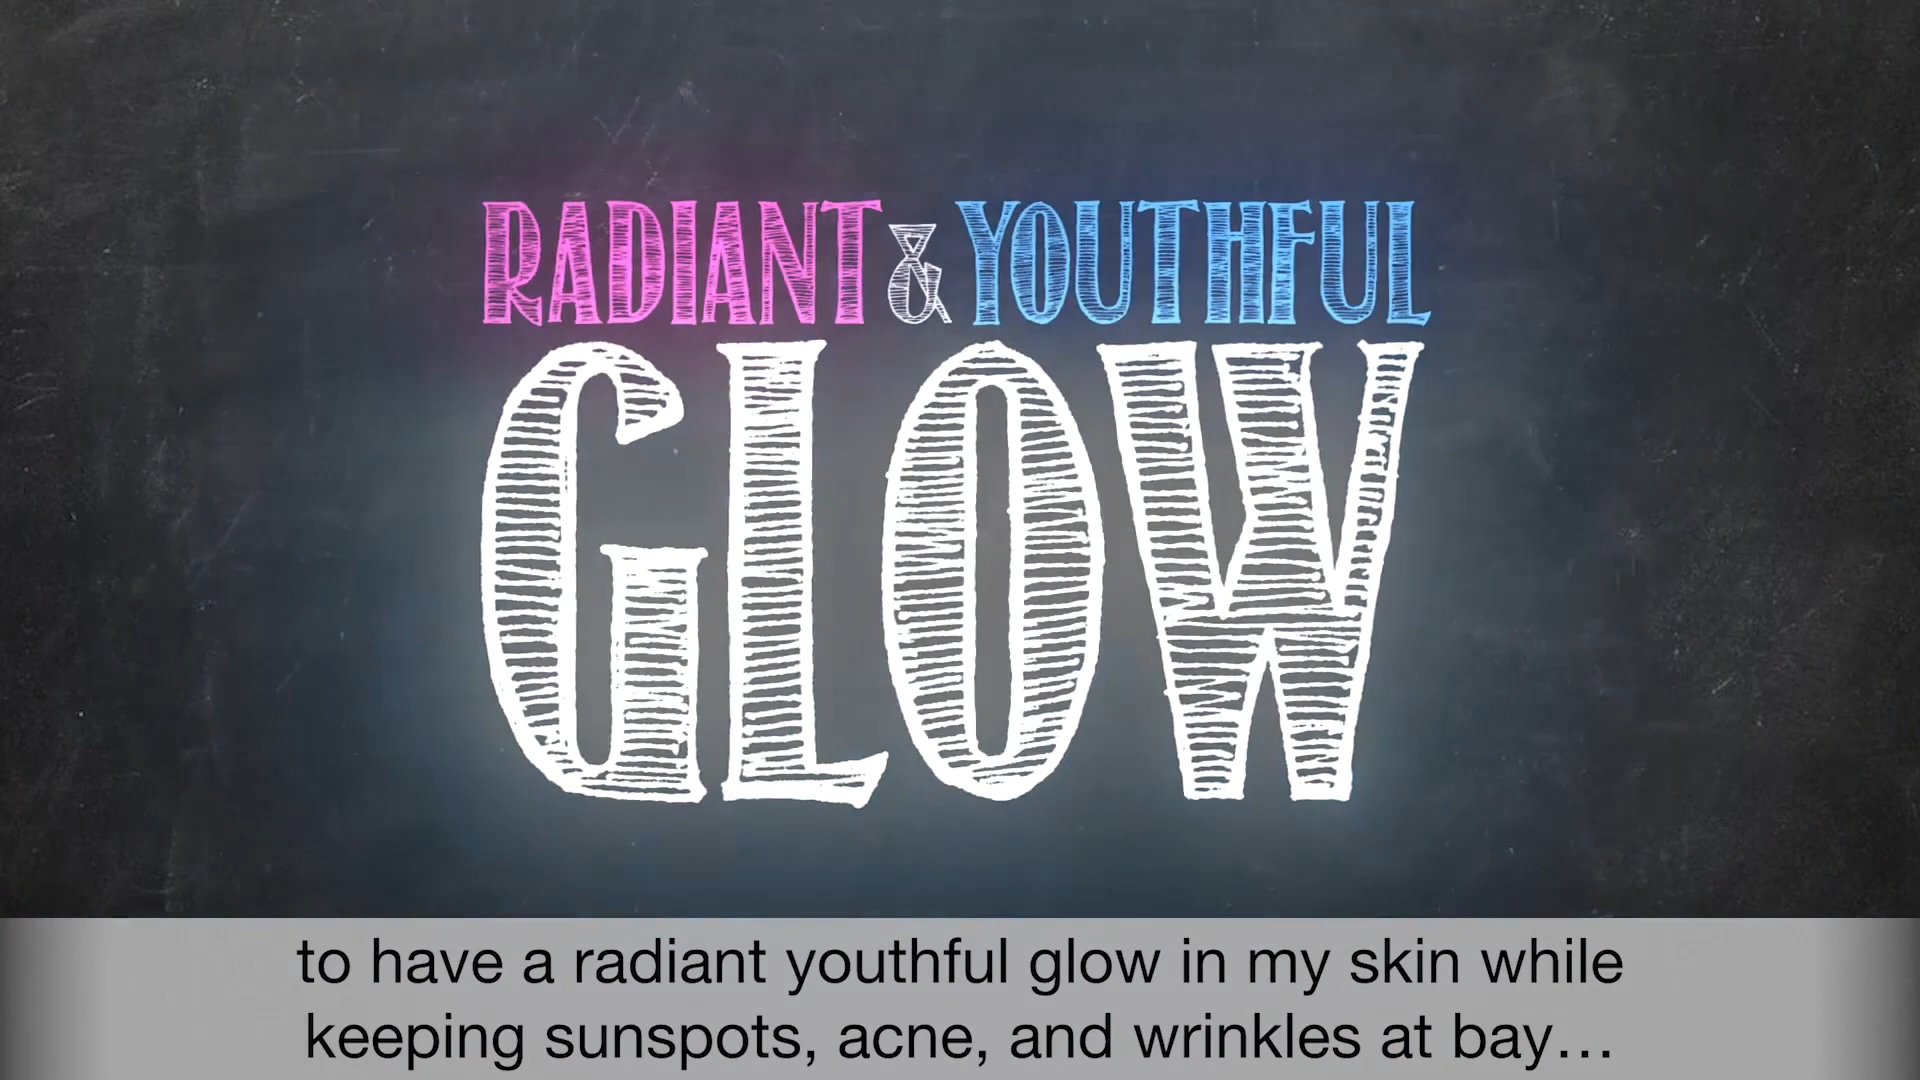 RADIANT & YOUTHFUL
GLOW
to have a radiant youthful glow in my skin while
keeping sunspots, acne, and wrinkles at bay…